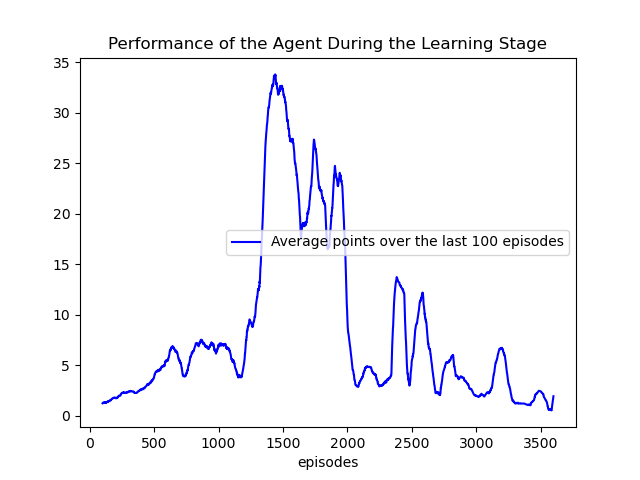 Performance of the Agent During the Learning Stage
35
30
25
20
15
10
5
0
Average points over the last 100 episodes
0 500 1000 1500 2000 2500 3000 3500
episodes